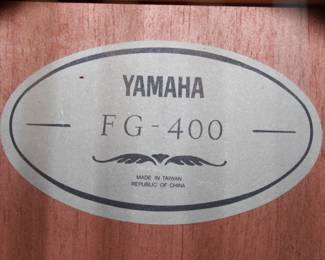 YAMAHA
FG-400
MADE IN TAIWAN
REPUBLIC OF CHINA